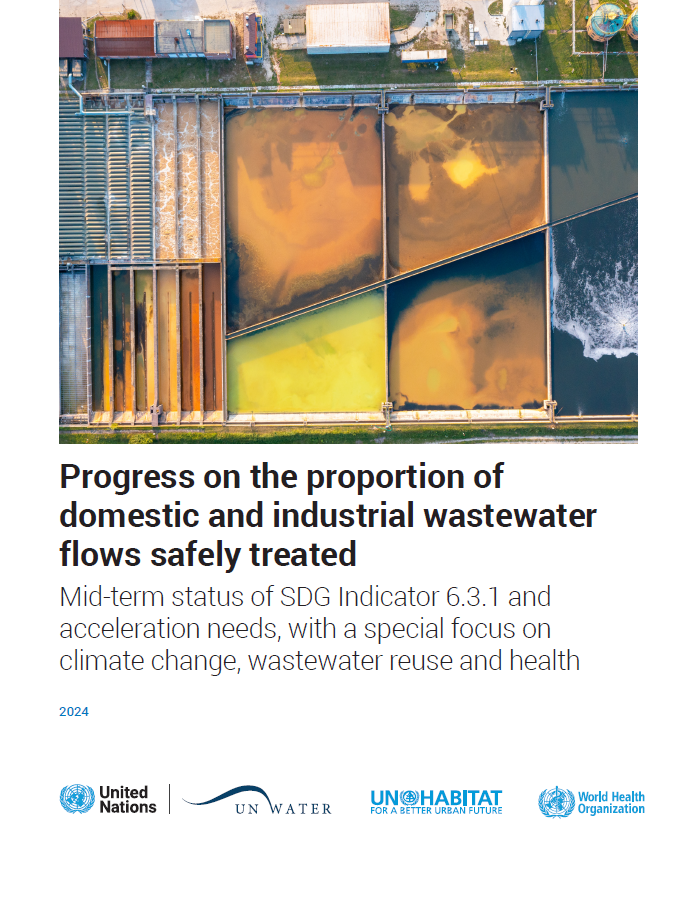 Progress on the proportion of
domestic and industrial wastewater
flows safely treated
Mid-term status of SDG Indicator 6.3.1 and
acceleration needs, with a special focus on
climate change, wastewater reuse and health
2024
United
Nations
UN WATER
UN HABITAT
FOR A BETTER URBAN FUTURE
World Health
Organization